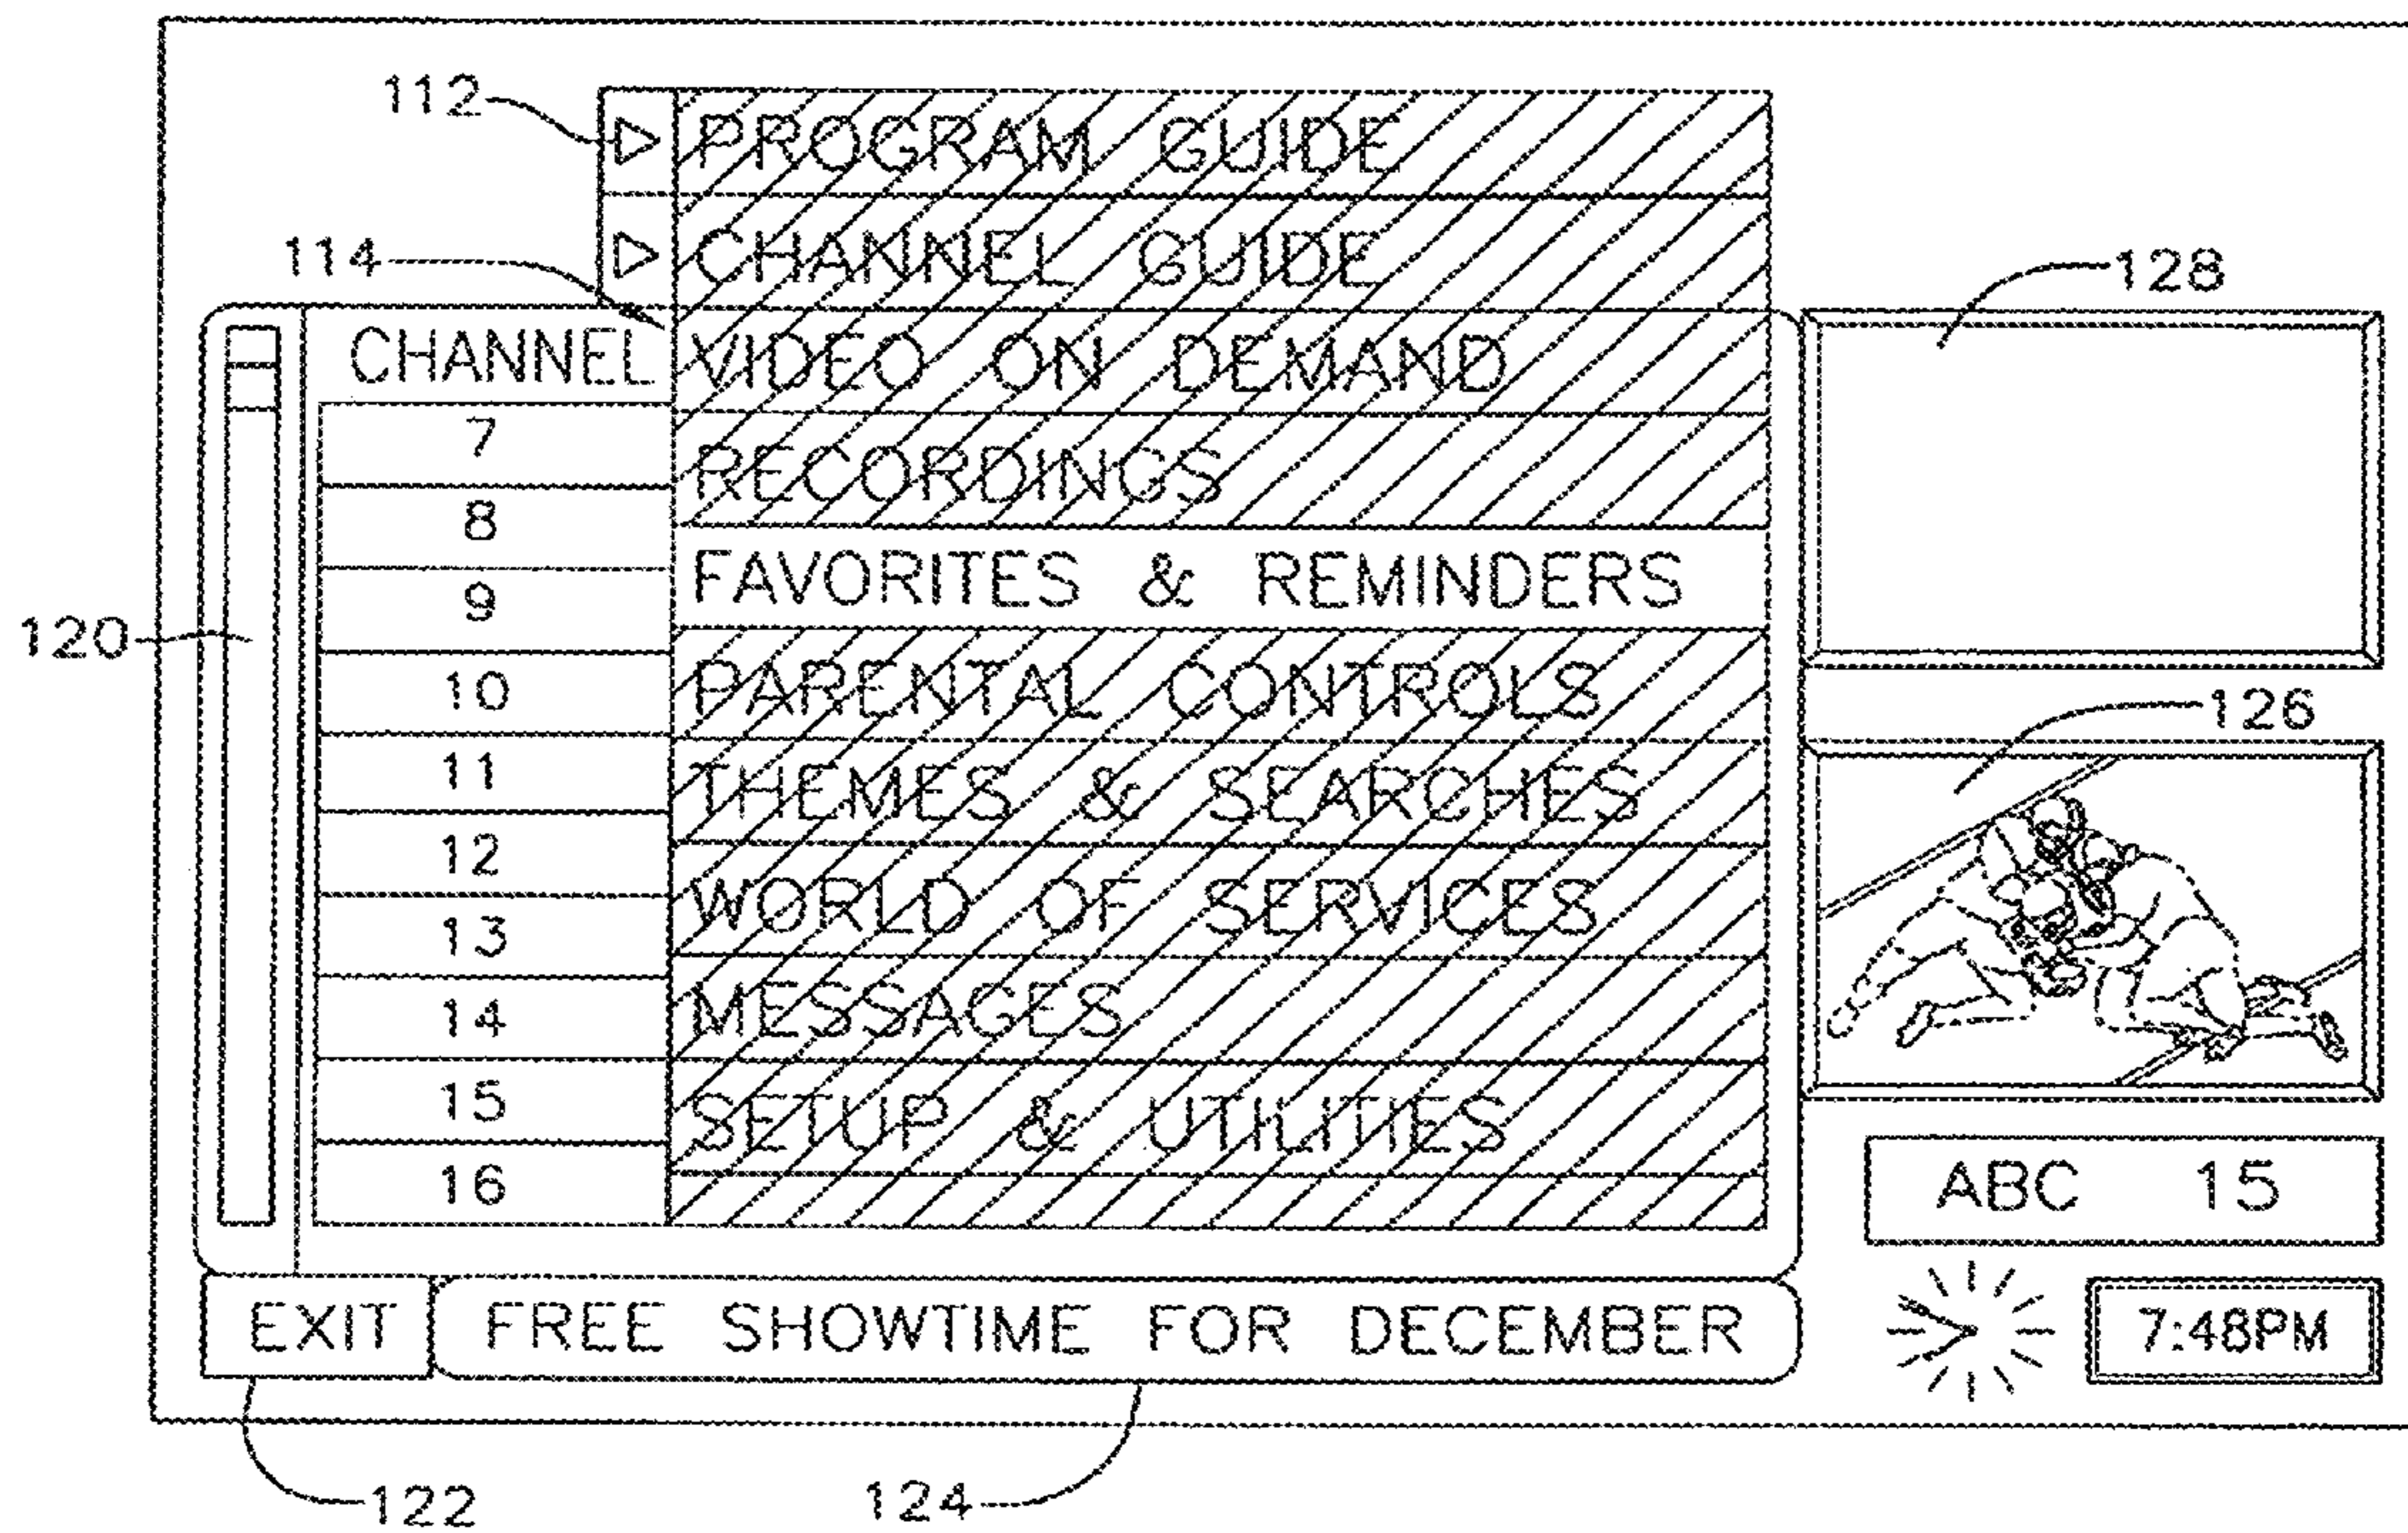 112
PROGRAM GUIDE
114
CHANNEL GUIDE
128
CHANNEL
VIDEO ON DEMAND
7
RECORDINGS
8
FAVORITES & REMINDERS
9
120
10
PARENTAL CONTROLS
126
11
THEMES & SEARCHES
12
WORLD OF SERVICES
13
14
MESSAGES
15
SETUP & UTILITIES
16
ABC 15
EXIT
FREE SHOWTIME FOR DECEMBER
7:48PM
122
124